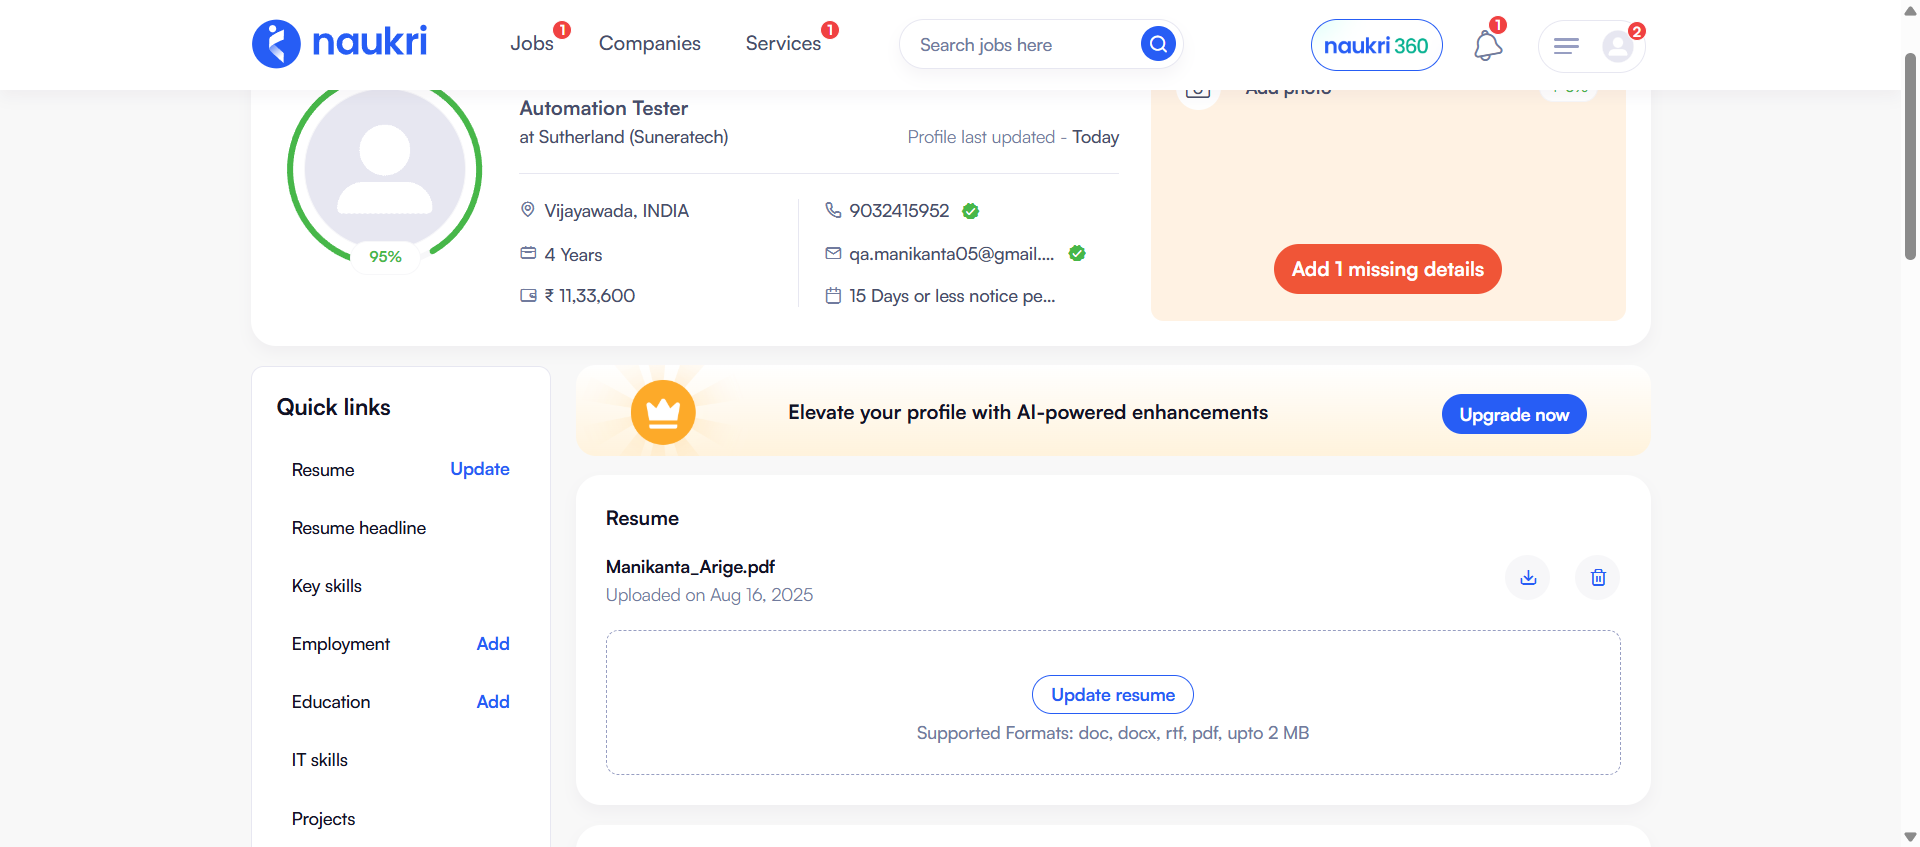 naukri
Jobs 1
Companies
Services 1
Search jobs here
naukri 360
1
2
Automation Tester
at Sutherland (Suneratech)
Profile last updated - Today
Vijayawada, INDIA
4 Years
₹ 11,33,600
9032415952
qa.manikanta05@gmail....
15 Days or less notice pe...
95%
Add photo
Add 1 missing details
Quick links
Resume Update
Resume headline
Key skills
Employment Add
Education Add
IT skills
Projects
Elevate your profile with AI-powered enhancements
Upgrade now
Resume
Manikanta_Arige.pdf
Uploaded on Aug 16, 2025
Update resume
Supported Formats: doc, docx, rtf, pdf, upto 2 MB